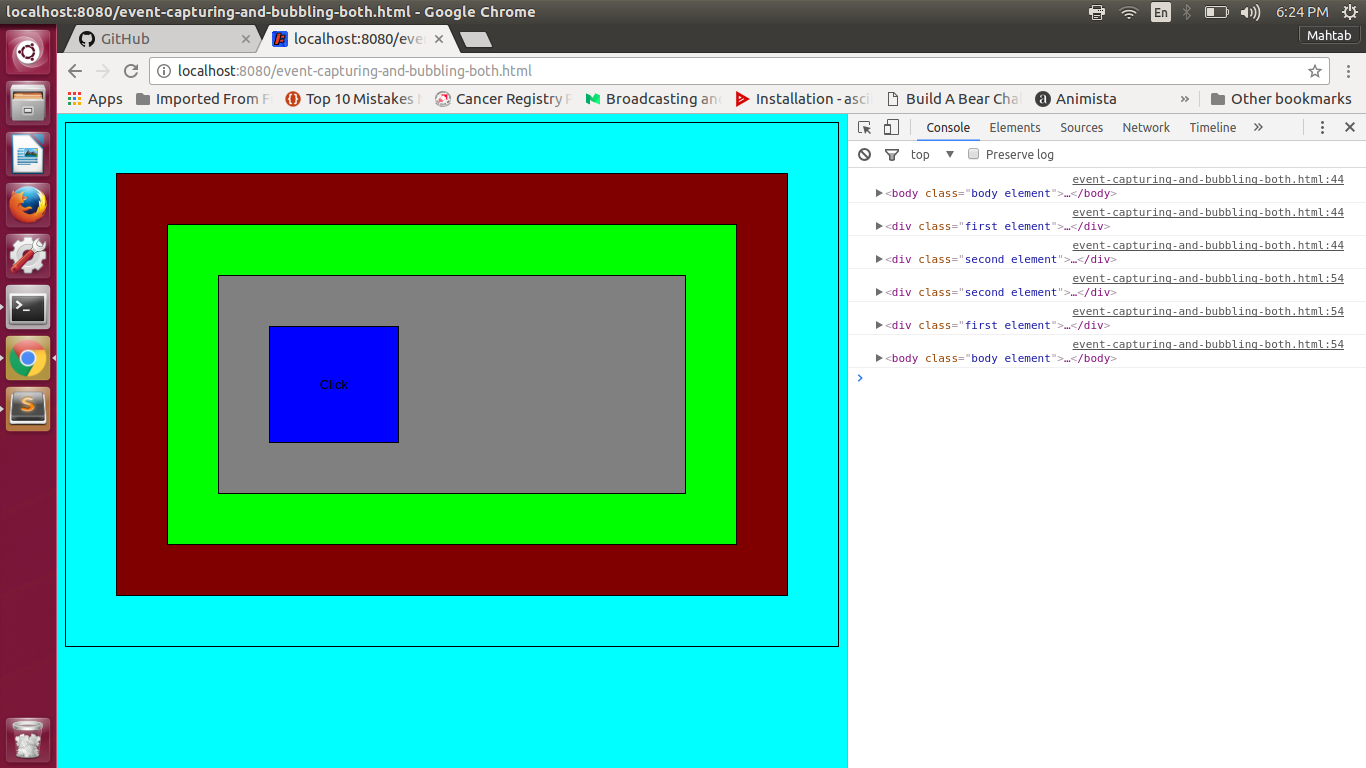 localhost:8080/event-capturing-and-bubbling-both.html - Google Chrome
En
6:24 PM
GitHub
localhost:8080/eve
Mahtab
localhost:8080/event-capturing-and-bubbling-both.html
Apps
Imported From F
Top 10 Mistakes
Cancer Registry
Broadcasting an
Installation - asci
Build A Bear Cha
Animista
»
Other bookmarks
Click
Console
Elements
Sources
Network
Timeline
»
top
Preserve log
event-capturing-and-bubbling-both.html:44
<body class="body element">…</body>
event-capturing-and-bubbling-both.html:44
<div class="first element">…</div>
event-capturing-and-bubbling-both.html:44
<div class="second element">…</div>
event-capturing-and-bubbling-both.html:54
<div class="second element">…</div>
event-capturing-and-bubbling-both.html:54
<div class="first element">…</div>
event-capturing-and-bubbling-both.html:54
<body class="body element">…</body>